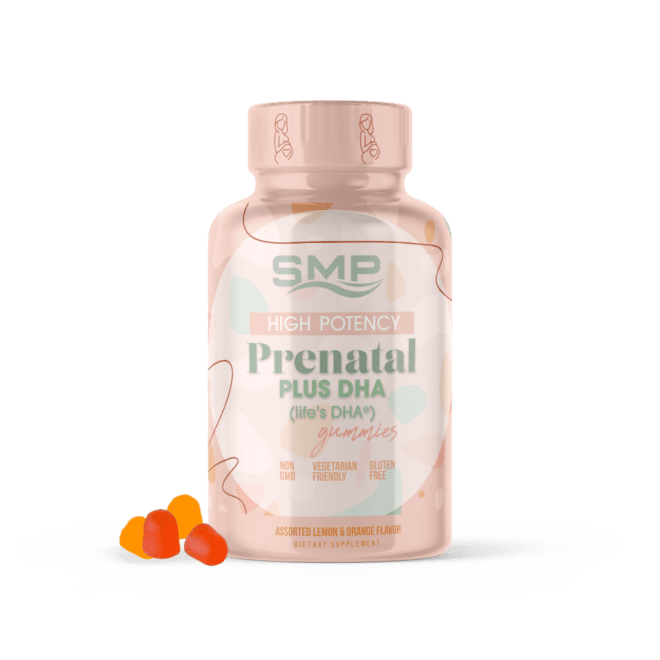 SMP
HIGH POTENCY
Prenatal
PLUS DHA
(life's DHA®)
gummies
NON GMO
VEGETARIAN FRIENDLY
GLUTEN FREE
ASSORTED LEMON & ORANGE FLAVOR
DIETARY SUPPLEMENT